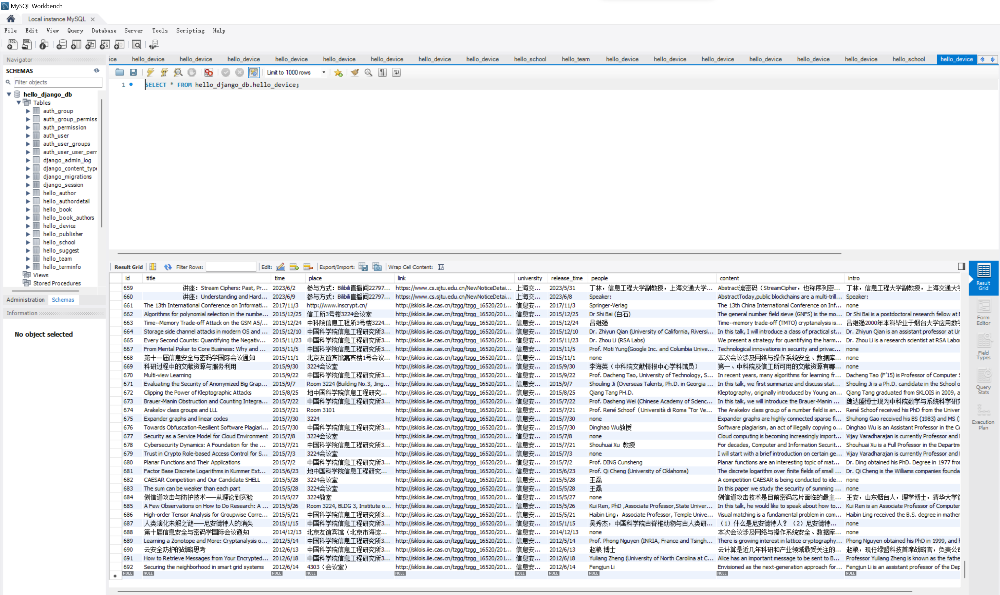 MySQL Workbench
Local instance MySQL
File Edit View Query Database Server Tools Scripting Help
Navigator
ice hello_device hello_device hello_device hello_device hello_device hello_device hello_device hello_device hello_school hello_team hello_device hello_device hello_device hello_device hello_device hello_device hello_school hello_device
SCHEMAS
Limit to 1000 rows
Filter objects
1 SELECT * FROM hello_django_db.hello_device;
hello_django_db
Tables
auth_group
auth_group_permiss
auth_permission
auth_user
auth_user_groups
auth_user_user_perr
django_admin_log
django_content_type
django_migrations
django_session
hello_author
hello_authordetail
hello_book
hello_book_authors
hello_device
hello_publisher
hello_school
hello_suggest
hello_team
hello_terminfo
Views
Stored Procedures
Administration Schemas
Information
No object selected
Result Grid Filter Rows: Edit: Export/Import: Wrap Cell Content:
id title time place link university release_time people content intro
659 讲座：Stream Ciphers: Past, Pr... 2023/6/2 参与方式：Bilibili直播间22797... https://www.cs.sjtu.edu.cn/NewNoticeDetai... 上海交... 2023/5/31 丁林，信息工程大学副教授，上海交通大学... Abstract流密码（StreamCipher，也称序列密... 丁林，信息工程大学副教授，上海交通大学
660 讲座：Understanding and Hard... 2023/6/9 参与方式：Bilibili直播间22797... https://www.cs.sjtu.edu.cn/NewNoticeDetai... 上海交... 2023/6/8 Speaker: AbstractToday,public blockchains are a multi-trill... Speaker:
661 The 13th International Conference on Informati... 2017/11/3 http://www.inscrypt.cn/ http://sklois.iie.cas.cn/tzgg/tzgg_16520/201... 信息安... 2017/11/3 Springer-Verlag The 13th China International Conference on Inf... none
662 Algorithms for polynomial selection in the numbe... 2015/12/25 信工所3号楼3224会议室 http://sklois.iie.cas.cn/tzgg/tzgg_16520/201... 信息安... 2015/12/25 Dr Shi Bai (白石) The general number field sieve (GNFS) is the mo... Dr Shi Bai is a postdoctoral research fellow at E
663 Time--Memory Trade-off Attack on the GSM A5/... 2015/12/24 中科院信息工程所3号楼3224... http://sklois.iie.cas.cn/tzgg/tzgg_16520/201... 信息安... 2015/12/24 吕继强 Time--memory trade-off (TMTO) cryptanalysis is... 吕继强2000年本科毕业于烟台大学应用数学
664 Storage side channel attacks in modern OS and ... 2015/12/10 中国科学院信息工程研究所3... http://sklois.iie.cas.cn/tzgg/tzgg_16520/201... 信息安... 2015/12/10 Dr. Zhiyun Qian (University of California, Riversi... In this talk, I will introduce a class of practical st... Dr. Zhiyun Qian is an assistant professor at Ur
665 Every Second Counts: Quantifying the Negativ... 2015/11/23 中国科学院信息工程研究所3... http://sklois.iie.cas.cn/tzgg/tzgg_16520/201... 信息安... 2015/11/23 Dr. Zhou Li (RSA Labs) We present a strategy for quantifying the harm... Dr. Zhou Li is a research scientist at RSA Labor
667 From Mental Poker to Core Business: Why and ... 2015/11/5 中国科学院信息工程研究所3... http://sklois.iie.cas.cn/tzgg/tzgg_16520/201... 信息安... 2015/11/5 Prof. Moti Yung(Google Inc. and Columbia Unive... Technological innovations in security and privac... none
668 第十一届信息安全与密码学国际会议通知 2015/11/1 北京友谊宾馆嘉宾楼1号会议... http://sklois.iie.cas.cn/tzgg/tzgg_16520/201... 信息安... 2015/11/1 none 本次会议涉及网络与操作系统安全、数据库... none
669 科研过程中的文献资源与服务利用 2015/9/30 3224会议室 http://sklois.iie.cas.cn/tzgg/tzgg_16520/201... 信息安... 2015/9/30 李海英（中科院文献情报中心学科馆员） 第一、中科院及信工所可用的文献资源有哪... none
670 Multi-view Learning 2015/9/22 中国科学院信息工程研究所3... http://sklois.iie.cas.cn/tzgg/tzgg_16520/201... 信息安... 2015/9/22 Prof. Dacheng Tao, University of Technology, S... In recent years, many algorithms for learning fr... Dacheng Tao (F'15) is Professor of Computer S
671 Evaluating the Security of Anonymized Big Grap... 2015/9/7 Room 3224 (Building No.3, Jing... http://sklois.iie.cas.cn/tzgg/tzgg_16520/201... 信息安... 2015/9/7 Shouling Ji (Overseas Talents, Ph.D. in Georgia ... In this talk, we first summarize and discuss stat... Shouling Ji is a Ph.D. candidate in the School o
672 Clipping the Power of Kleptographic Attacks 2015/8/25 地中国科学院信息工程研究... http://sklois.iie.cas.cn/tzgg/tzgg_16520/201... 信息安... 2015/8/25 Qiang Tang PH.D. Kleptography, originally introduced by Young an... Qiang Tang graduated from SKLOIS in 2009, a
673 Brauer-Manin Obstruction and Counting Integra... 2015/7/22 中国科学院信息工程研究所3... http://sklois.iie.cas.cn/tzgg/tzgg_16520/201... 信息安... 2015/7/22 Prof. Dasheng Wei (Chinese Academy of Scienc... In this talk, we will introduce the Brauer-Manin ... 魏达盛博士现为中科院数学与系统科学研究
674 Arakelov class groups and LLL 2015/7/21 Room 3101 http://sklois.iie.cas.cn/tzgg/tzgg_16520/201... 信息安... 2015/7/21 Prof. René Schoof（Università di Roma "Tor Ve... The Arakelov class group of a number field is an... René Schoof received his PhD from the Univer
675 Expander graphs and linear codes 2015/7/30 3224 http://sklois.iie.cas.cn/tzgg/tzgg_16520/201... 信息安... 2015/7/30 none Expander graphs are highly connected sparse fi... Shuhong Gao received his BS (1983) and MS (
676 Towards Obfuscation-Resilient Software Plagiari... 2015/7/30 中国科学院信息工程研究所3... http://sklois.iie.cas.cn/tzgg/tzgg_16520/201... 信息安... 2015/7/30 Dinghao Wu教授 Software plagiarism, an act of illegally copying o... Dinghao Wu is an Assistant Professor in the Co
677 Security as a Service Model for Cloud Environment 2015/7/8 3224会议室 http://sklois.iie.cas.cn/tzgg/tzgg_16520/201... 信息安... 2015/7/8 none Cloud computing is becoming increasingly import... Vijay Varadharajan is currently Professor and
678 Cybersecurity Dynamics: A Foundation for the ... 2015/7/21 中国科学院信息工程研究所3... http://sklois.iie.cas.cn/tzgg/tzgg_16520/201... 信息安... 2015/7/21 Shouhuai Xu 教授 For decades, Computer and Information Securit... Shouhuai Xu is a Full Professor in the Departm
679 Trust in Crypto Role-based Access Control for S... 2015/7/3 3224会议室 http://sklois.iie.cas.cn/tzgg/tzgg_16520/201... 信息安... 2015/7/3 none I will start with a brief introduction on certain ge... Vijay Varadharajan is currently Professor and
680 Planar Functions and Their Applications 2015/7/2 中国科学院信息工程研究所3... http://sklois.iie.cas.cn/tzgg/tzgg_16520/201... 信息安... 2015/7/2 Prof. DING Cunsheng Planar functions are an interesting topic of mat... Dr. Ding obtained his PhD. Degree in 1977 fror
681 Factor Base Discrete Logarithms in Kummer Ext... 2015/6/23 地中国科学院信息工程研究... http://sklois.iie.cas.cn/tzgg/tzgg_16520/201... 信息安... 2015/6/23 Prof. Qi Cheng (University of Oklahoma) The discrete logarithm over finite fields of small ... Dr. Qi Cheng is the Williams companies founda
682 CAESAR Competition and Our Candidate SHELL 2015/5/28 3224会议室 http://sklois.iie.cas.cn/tzgg/tzgg_16520/201... 信息安... 2015/5/28 王磊 A competition CAESAR is being conducted to ide... none
683 The sum can be weaker than each part 2015/5/28 3224会议室 http://sklois.iie.cas.cn/tzgg/tzgg_16520/201... 信息安... 2015/5/28 王磊 In this paper we study the security of summing ... none
684 侧信道攻击与防护技术——从理论到实验 2015/5/27 3224教室 http://sklois.iie.cas.cn/tzgg/tzgg_16520/201... 信息安... 2015/5/27 none 侧信道攻击技术是目前密码芯片面临的最主... 王安，山东烟台人，理学博士，清华大学
685 A Few Observations on How to Do Research: A ... 2015/5/26 Room 3224, BLDG 3, Institute o... http://sklois.iie.cas.cn/tzgg/tzgg_16520/201... 信息安... 2015/5/26 Kui Ren, PhD ,Associate Professor,State Univer... In this talk, he would like to speak about how to... Kui Ren is an Associate Professor of Computer
686 High-order Tensor Analysis for Groupwise Corre... 2015/5/21 中国科学院信息工程研究所3... http://sklois.iie.cas.cn/tzgg/tzgg_16520/201... 信息安... 2015/5/21 Haibin Ling，Associate Professor, Temple Unive... Visual matching is a fundamental problem in com... Haibin Ling received the B.S. degree in mather
687 人类演化未解之谜——尼安德特人的消失 2015/1/15 中国科学院信息工程研究所3... http://sklois.iie.cas.cn/tzgg/tzgg_16520/201... 信息安... 2015/1/15 吴秀杰，中国科学院古脊椎动物与古人类研... （1）什么是尼安德特人？（2）尼安德特... none
688 第十届信息安全与密码学国际会议通知 2014/12/13 北京友谊宾馆（北京市海淀... http://sklois.iie.cas.cn/tzgg/tzgg_16520/201... 信息安... 2014/12/13 none 本次会议涉及网络与操作系统安全、数据库... none
689 Learning a Zonotope and More: Cryptanalysis o... 2012/5/14 中国科学院信息工程研究所3... http://sklois.iie.cas.cn/tzgg/tzgg_16520/201... 信息安... 2012/5/14 Prof. Phong Nguyen (INRIA, France and Tsingh... There is growing interest in lattice cryptography... Phong Nguyen obtained his PhD in 1999, and h
690 云安全防护的战略思考 2012/6/13 中国科学院信息工程研究所3... http://sklois.iie.cas.cn/tzgg/tzgg_16520/201... 信息安... 2012/6/13 赵粮 博士 云计算是近几年科研和产业领域最受关注的... 赵粮，现任绿盟科技首席战略官，负责公司
691 How to Retrieve Messages from Your Encrypted... 2012/6/18 中国科学院信息工程研究所3... http://sklois.iie.cas.cn/tzgg/tzgg_16520/201... 信息安... 2012/6/18 Yuliang Zheng (University of North Carolina at C... Alice has an important message to be sent to B... Professor Yuliang Zheng is known as the fathe
692 Securing the neighborhood in smart grid systems 2012/6/14 4303（会议室） http://sklois.iie.cas.cn/tzgg/tzgg_16520/201... 信息安... 2012/6/14 Fengjun Li Envisioned as the next-generation approach for... Fengjun Li is an assistant professor of the Dep
NULL NULL NULL NULL NULL NULL NULL NULL NULL NULL
Result
Grid
Form
Editor
Field
Types
Query
Stats
Execution
Plan